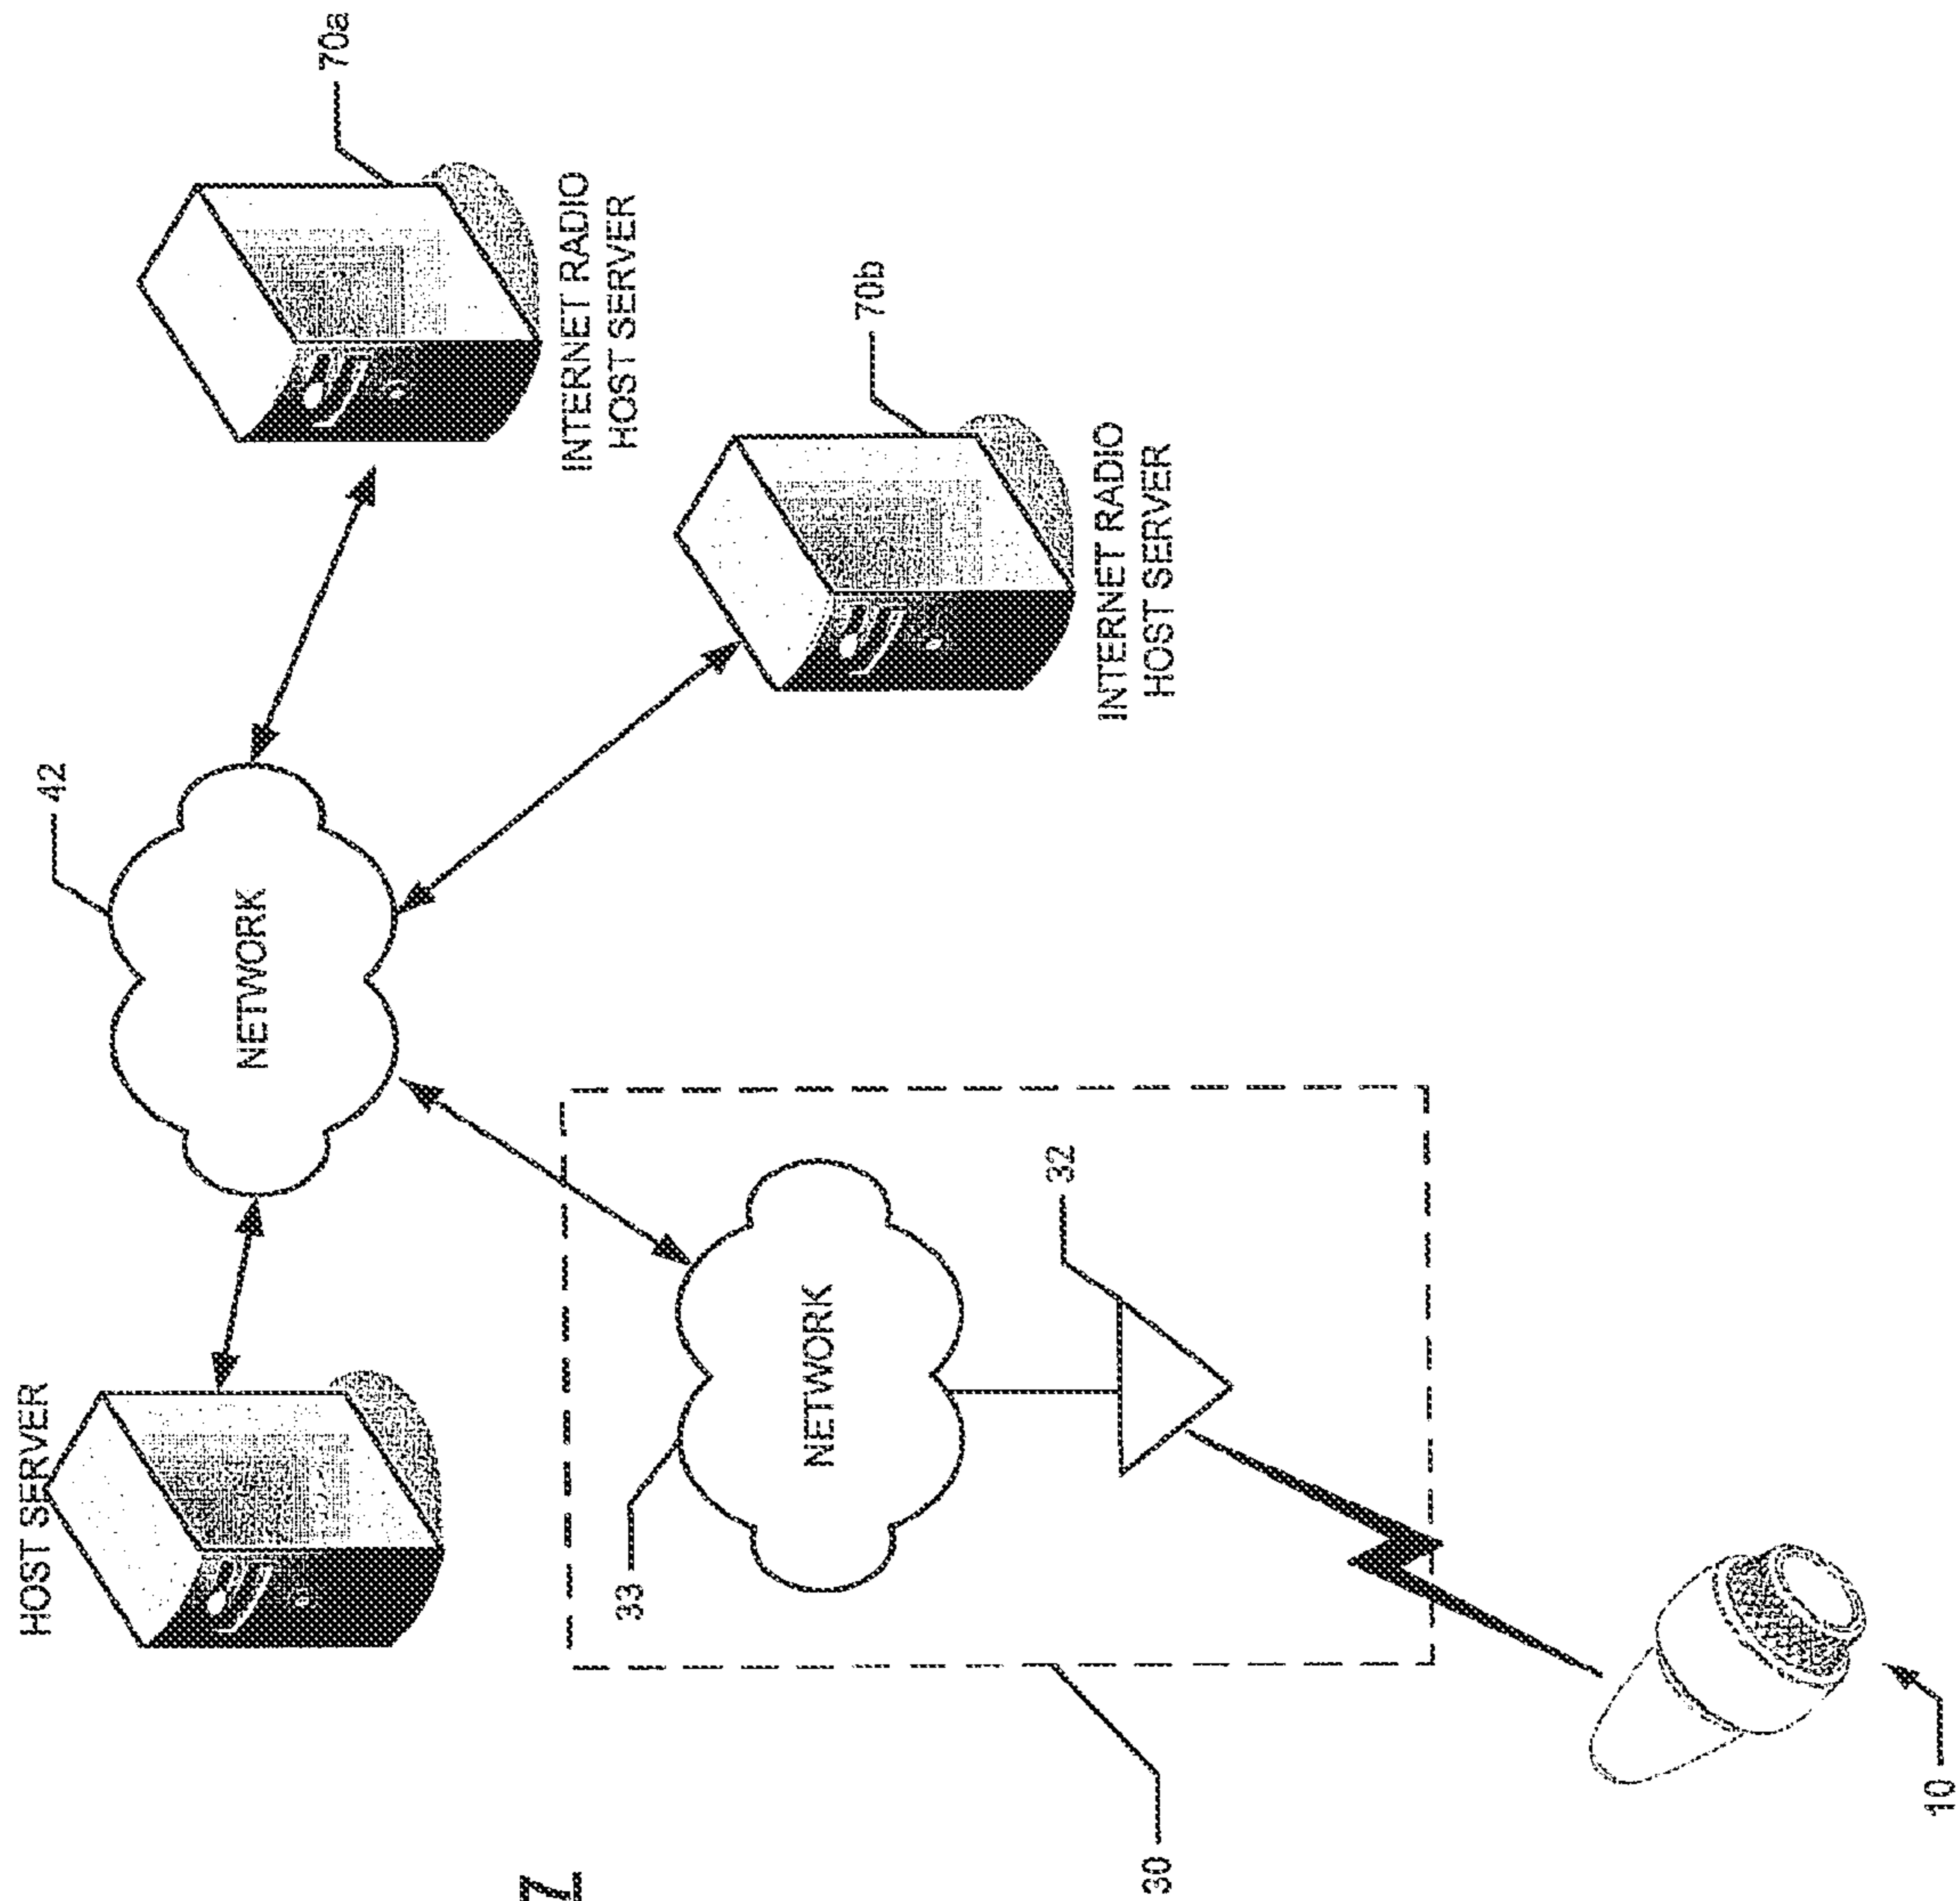 HOST SERVER
42
NETWORK
70a
INTERNET RADIO
HOST SERVER
33
NETWORK
70b
INTERNET RADIO
HOST SERVER
32
30
10